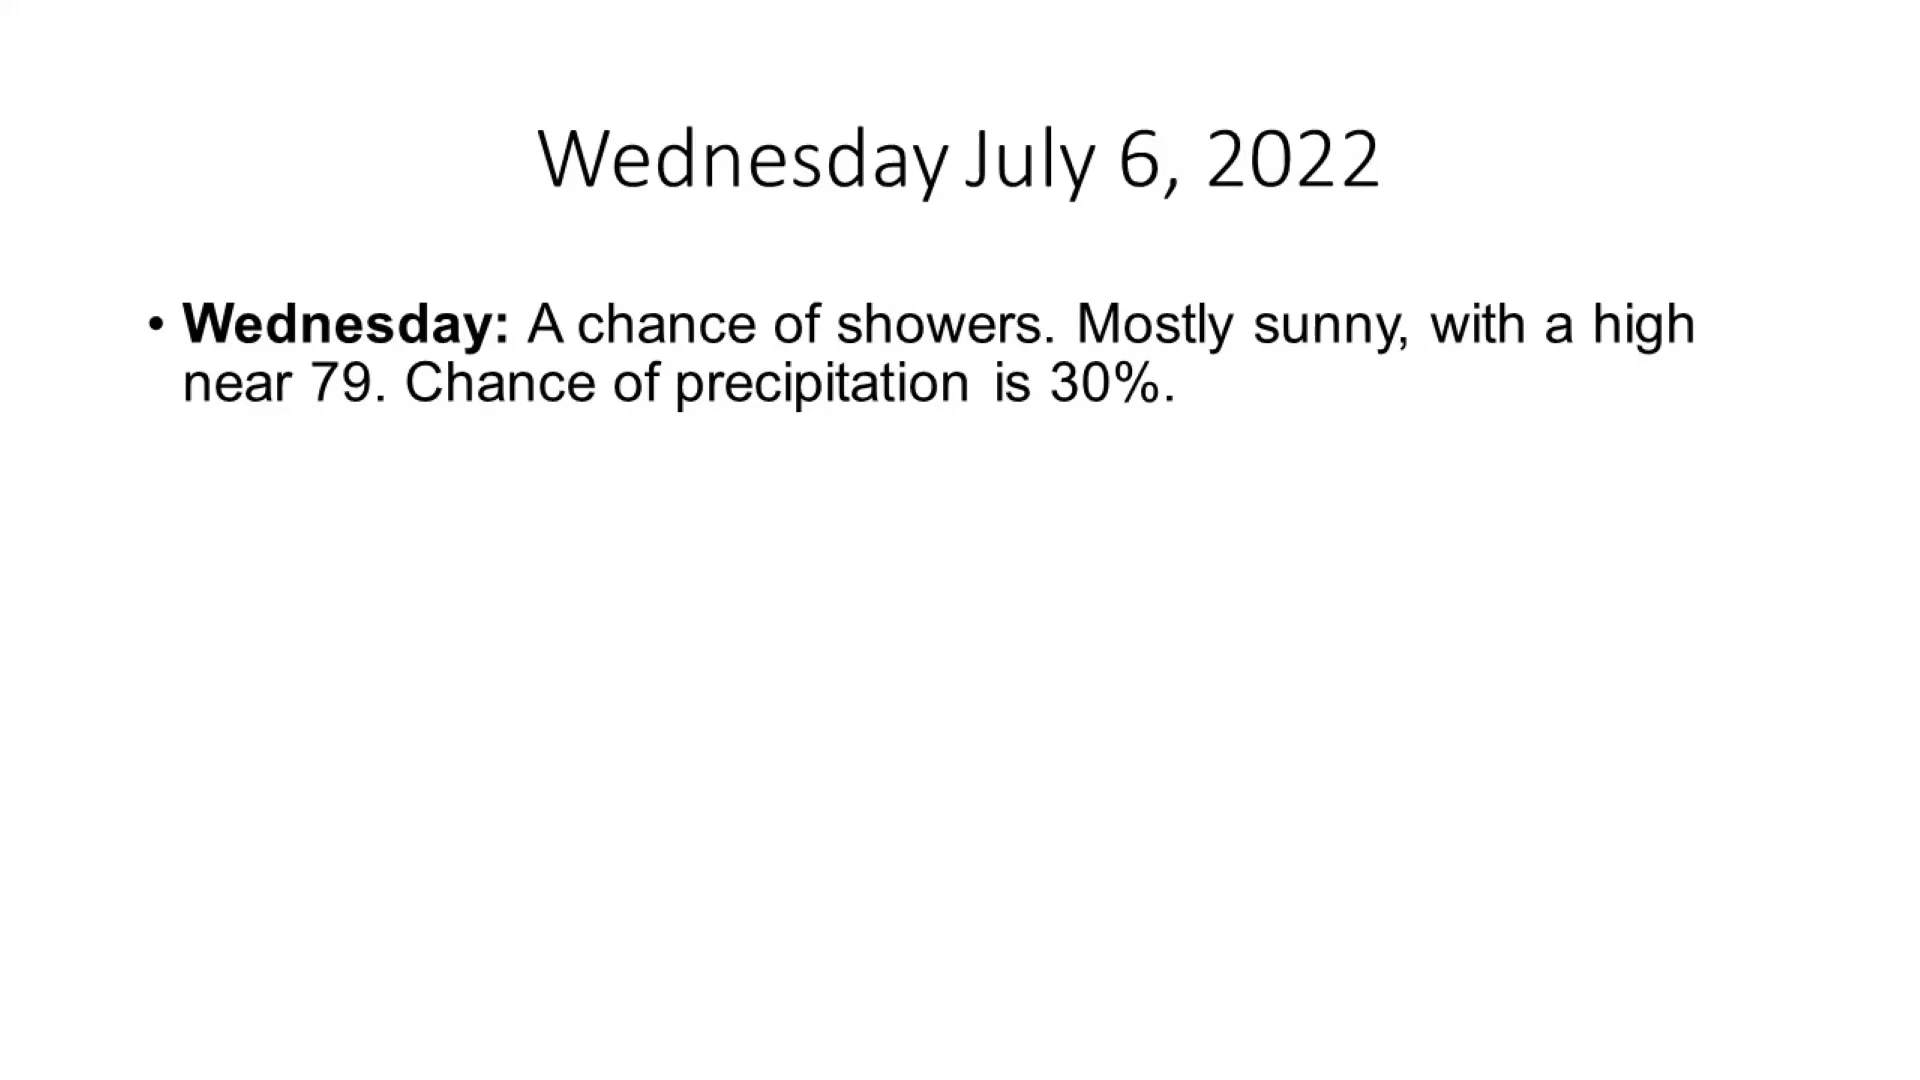 Wednesday July 6, 2022
• Wednesday: A chance of showers. Mostly sunny, with a high
near 79. Chance of precipitation is 30%.